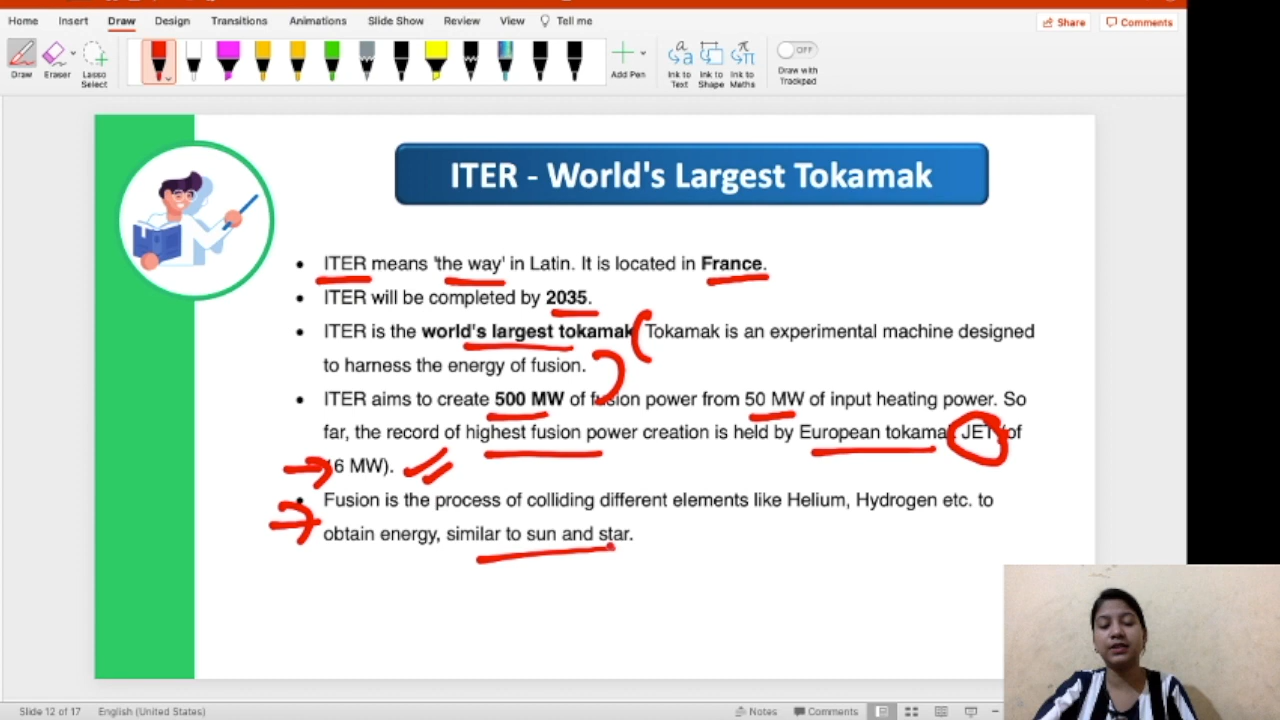 Home Insert Draw Design Transitions Animations Slide Show Review View Tell me Share Comments
Draw Eraser Lasso Select Add Pen Ink to Text Ink to Shape Ink to Maths OFF Draw with Trackpad
ITER - World's Largest Tokamak
• ITER means 'the way' in Latin. It is located in France.
• ITER will be completed by 2035.
• ITER is the world's largest tokamak Tokamak is an experimental machine designed
to harness the energy of fusion.
• ITER aims to create 500 MW of fusion power from 50 MW of input heating power. So
far, the record of highest fusion power creation is held by European tokamak JET (of
16 MW).
• Fusion is the process of colliding different elements like Helium, Hydrogen etc. to
obtain energy, similar to sun and star.
Slide 12 of 17 English (United States) Notes Comments